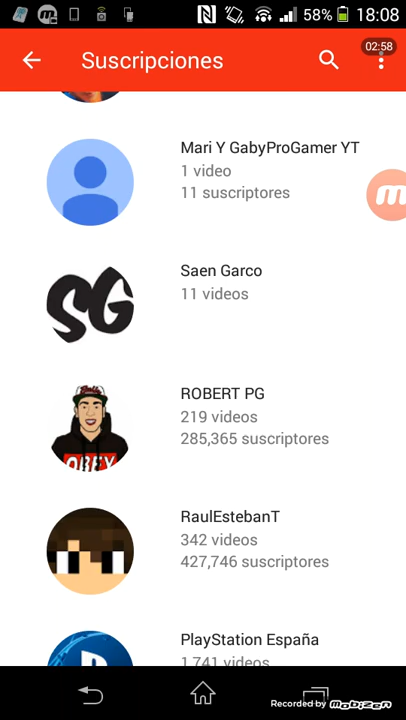 58% 18:08
Suscripciones
02:58
Mari Y GabyProGamer YT
1 video
11 suscriptores
m
SG
Saen Garco
11 videos
ROBERT PG
219 videos
285,365 suscriptores
OBEY
RaulEstebanT
342 videos
427,746 suscriptores
PlayStation España
1,741 videos
Recorded by Mobizen